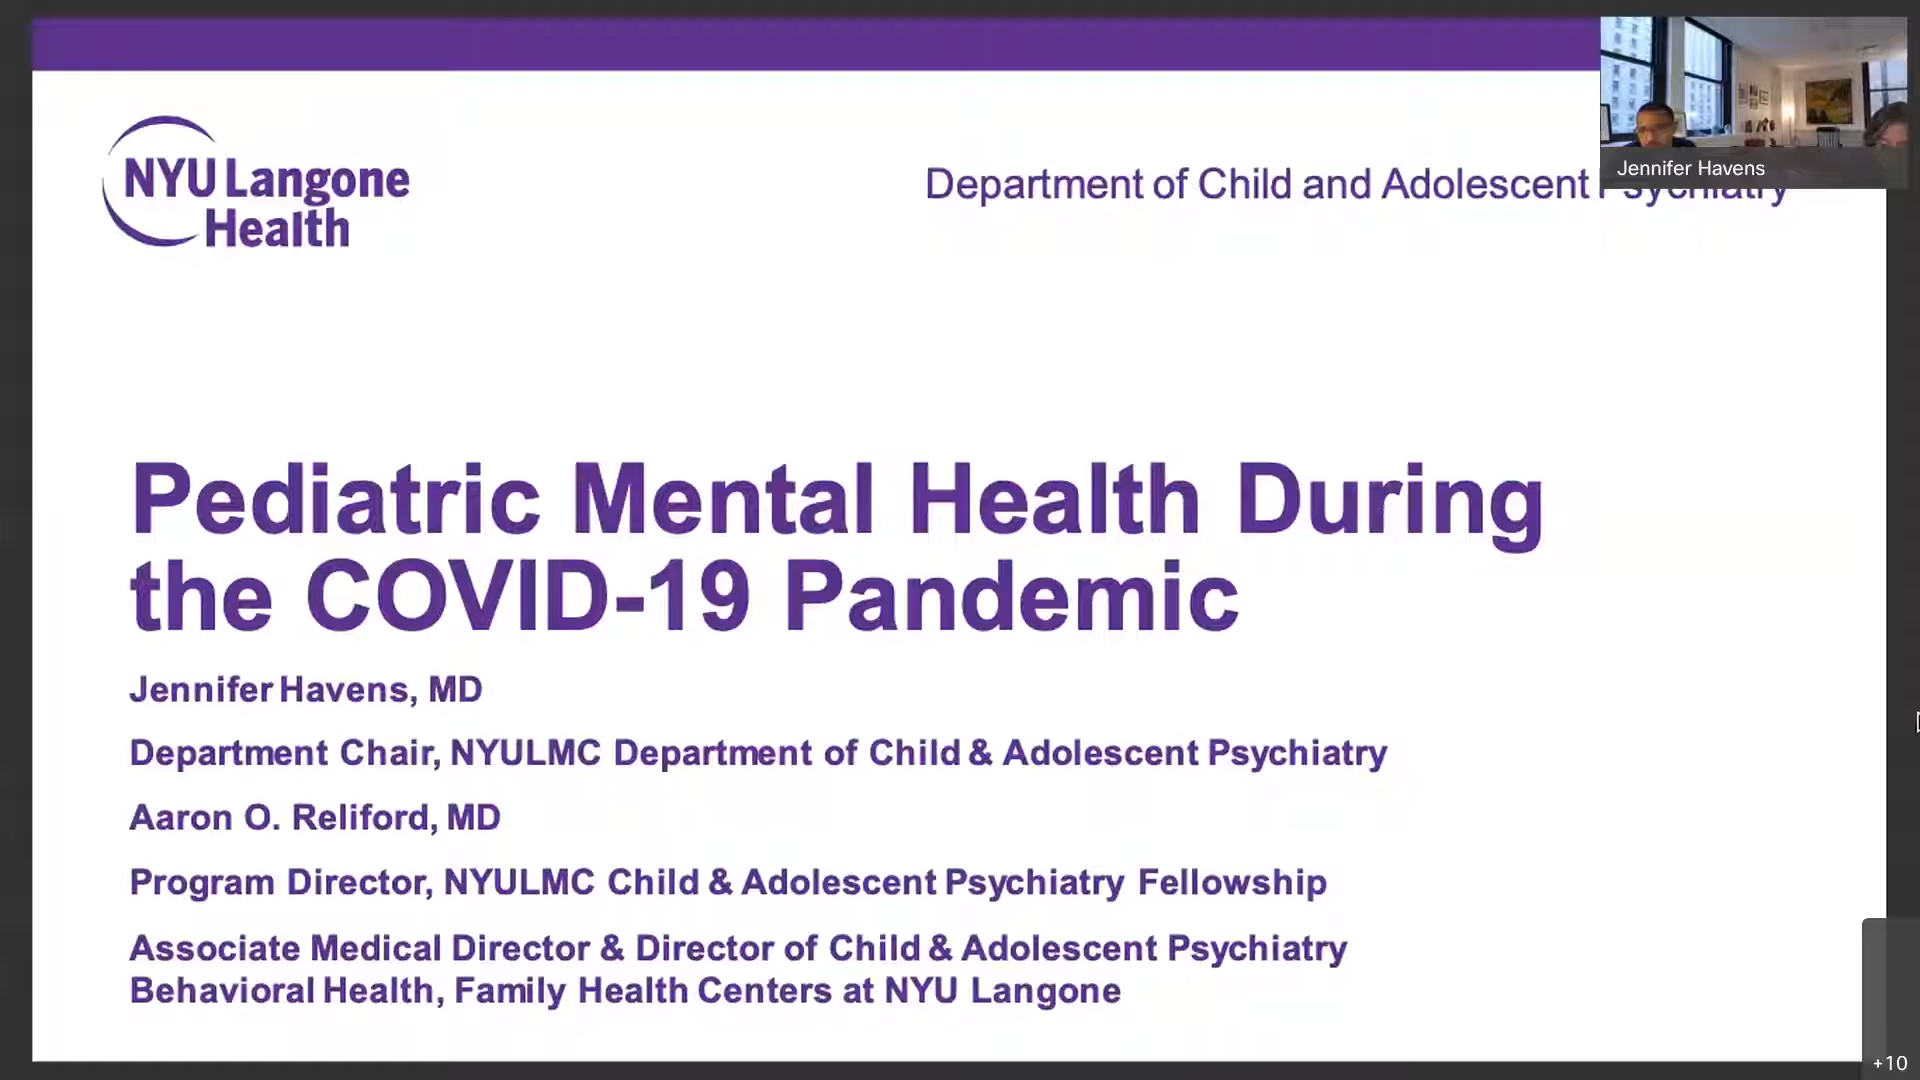 NYU Langone
Health
Department of Child and Adolescent Psychiatry
Jennifer Havens
Pediatric Mental Health During
the COVID-19 Pandemic
Jennifer Havens, MD
Department Chair, NYULMC Department of Child & Adolescent Psychiatry
Aaron O. Reliford, MD
Program Director, NYULMC Child & Adolescent Psychiatry Fellowship
Associate Medical Director & Director of Child & Adolescent Psychiatry
Behavioral Health, Family Health Centers at NYU Langone
+10